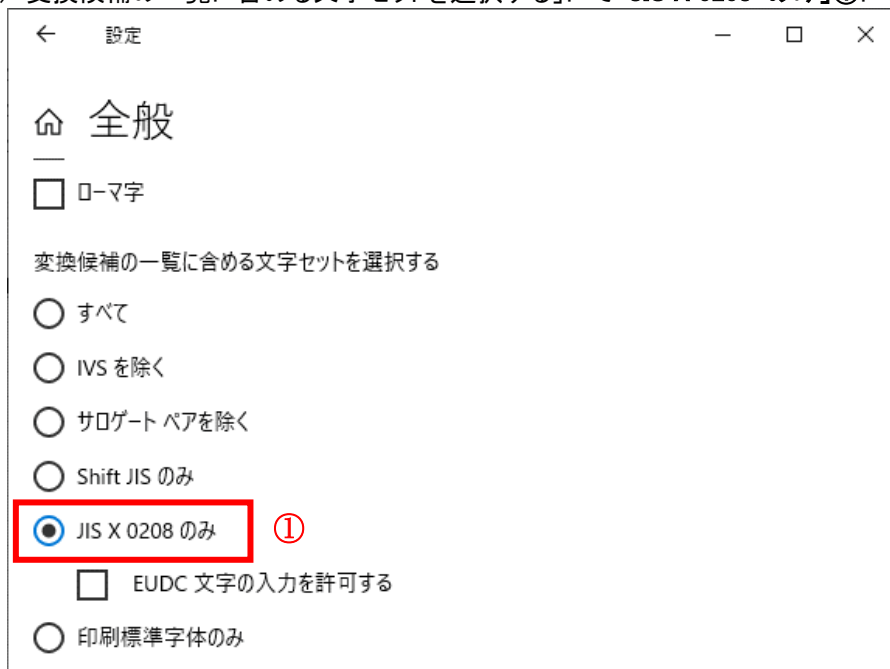 ← 設定 － □ ×
全般
ローマ字
変換候補の一覧に含める文字セットを選択する
すべて
IVS を除く
サロゲート ペアを除く
Shift JIS のみ
JIS X 0208 のみ ①
EUDC 文字の入力を許可する
印刷標準字体のみ